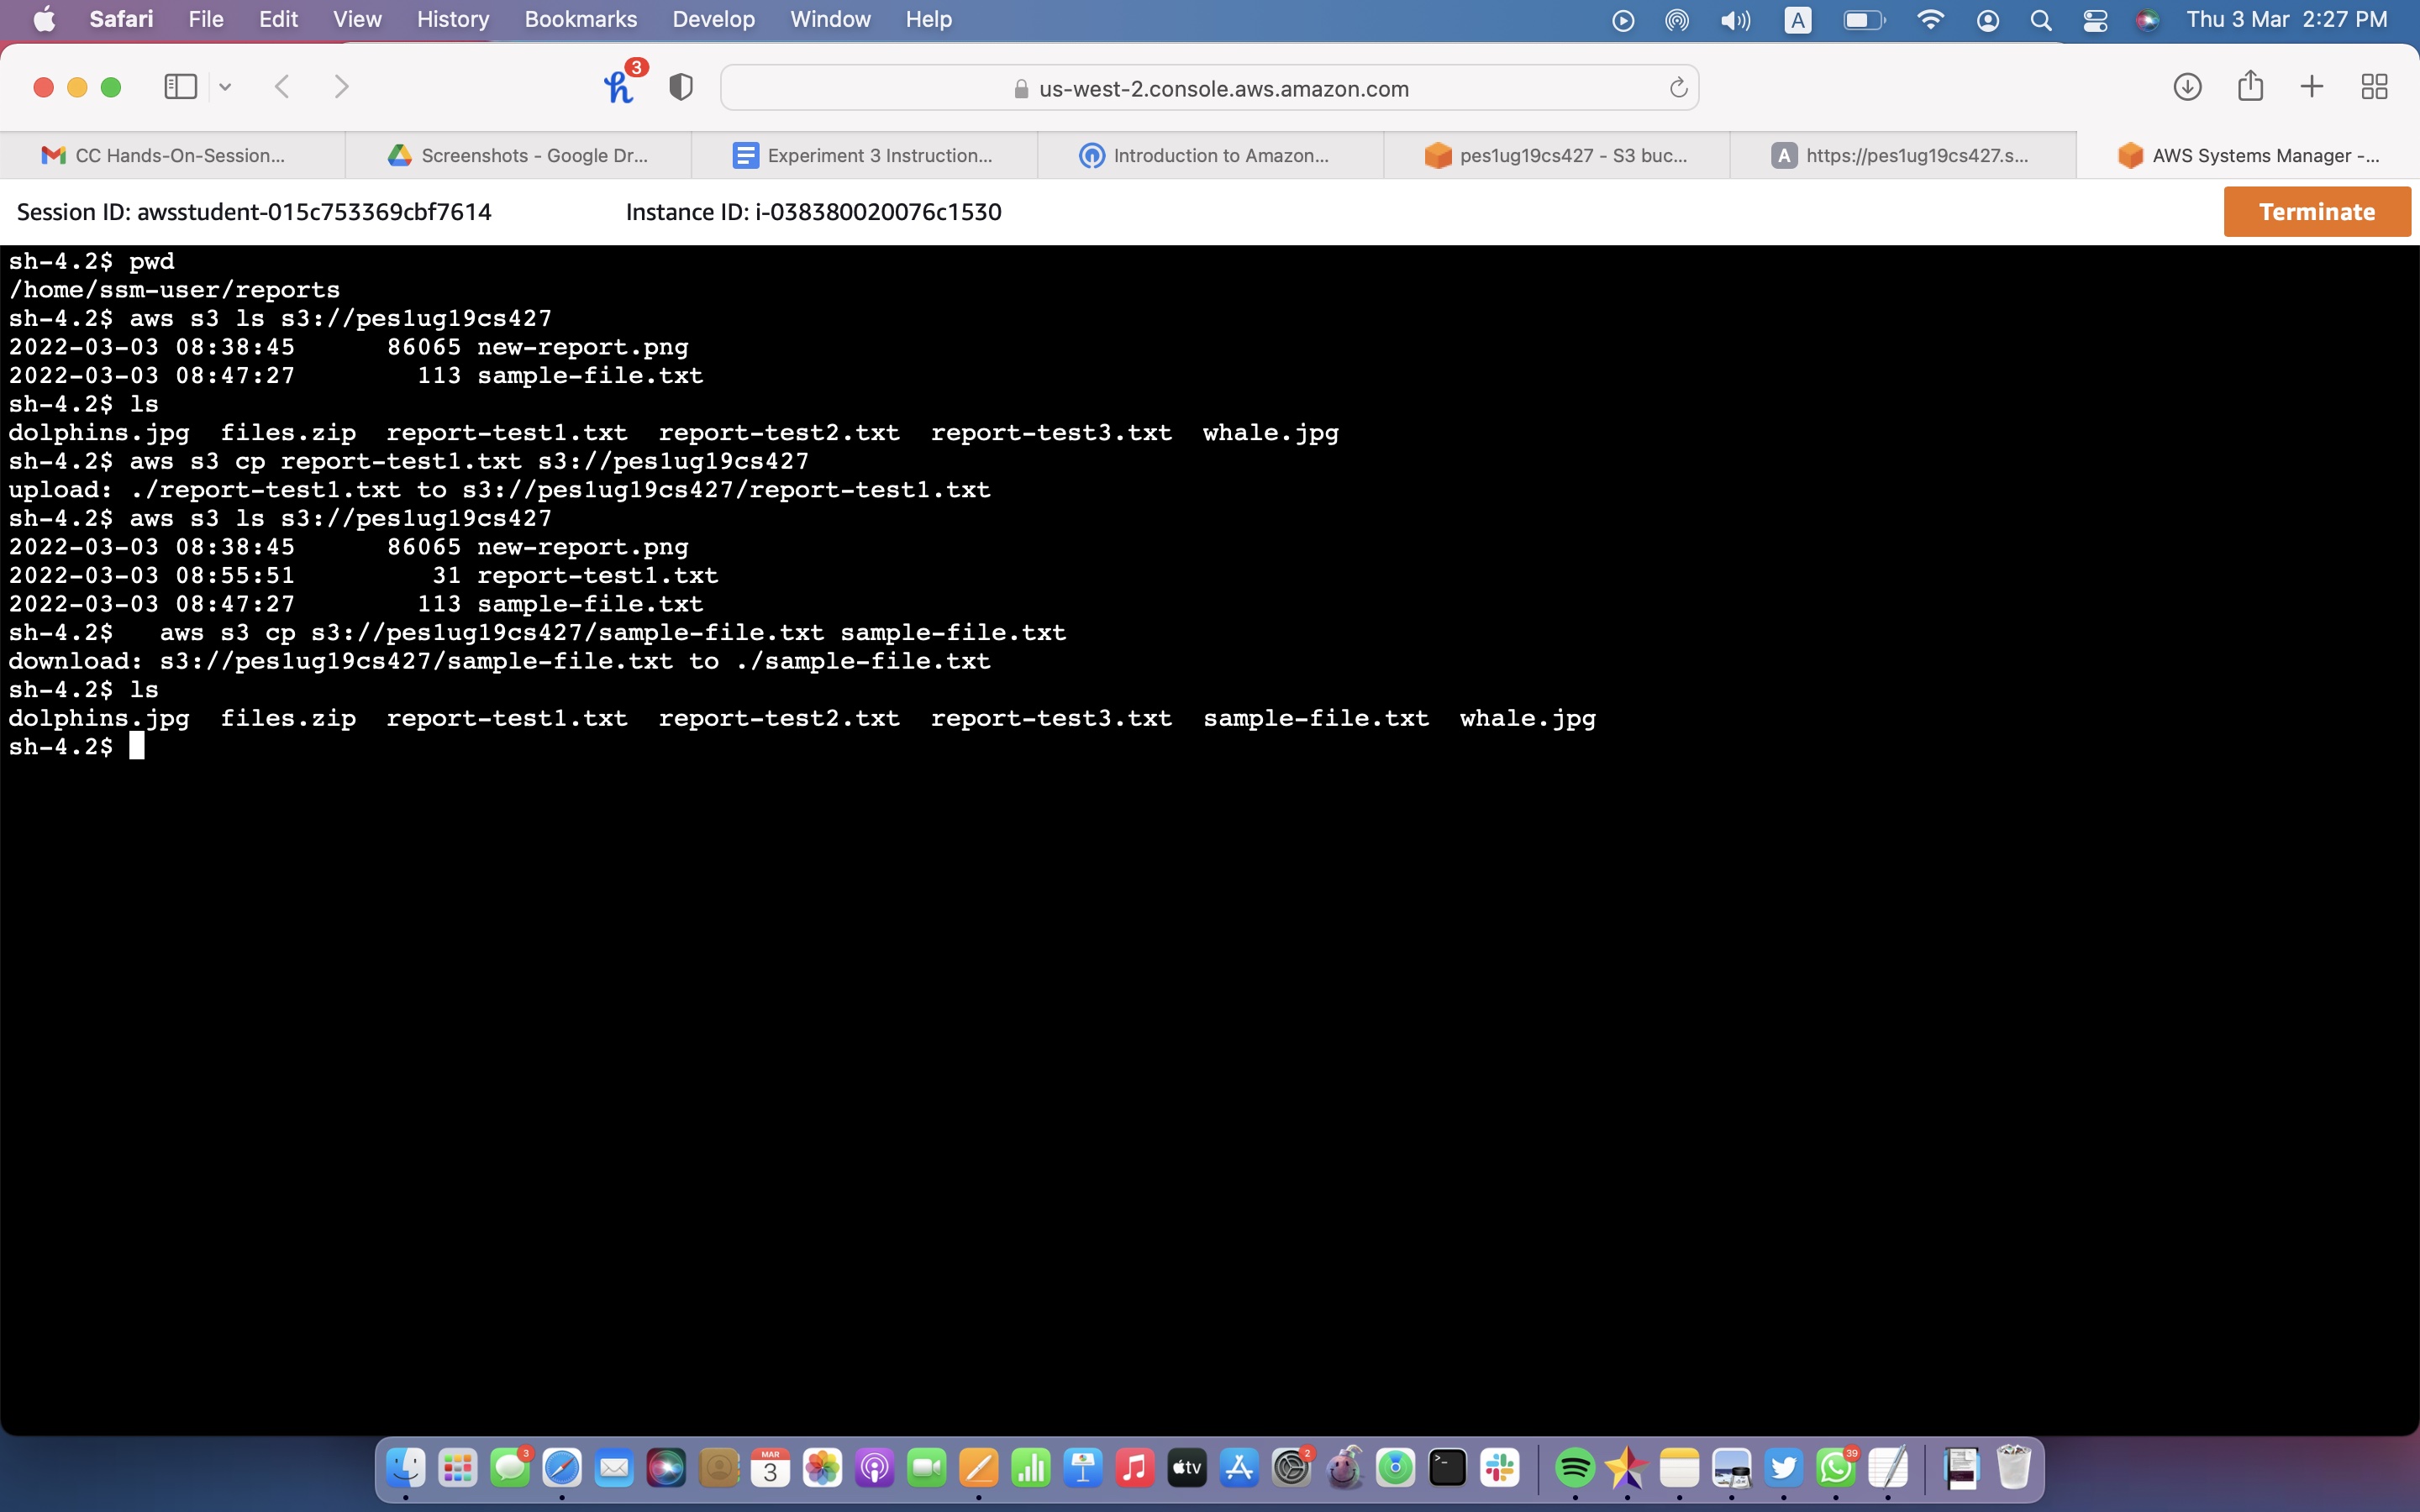 Safari File Edit View History Bookmarks Develop Window Help A Thu 3 Mar 2:27 PM
3 us-west-2.console.aws.amazon.com
CC Hands-On-Session... Screenshots - Google Dr... Experiment 3 Instruction... Introduction to Amazon... pes1ug19cs427 - S3 buc... A https://pes1ug19cs427.s... AWS Systems Manager -...
Session ID: awsstudent-015c753369cbf7614 Instance ID: i-038380020076c1530 Terminate
sh-4.2$ pwd
/home/ssm-user/reports
sh-4.2$ aws s3 ls s3://pes1ug19cs427
2022-03-03 08:38:45      86065 new-report.png
2022-03-03 08:47:27        113 sample-file.txt
sh-4.2$ ls
dolphins.jpg  files.zip  report-test1.txt  report-test2.txt  report-test3.txt  whale.jpg
sh-4.2$ aws s3 cp report-test1.txt s3://pes1ug19cs427
upload: ./report-test1.txt to s3://pes1ug19cs427/report-test1.txt
sh-4.2$ aws s3 ls s3://pes1ug19cs427
2022-03-03 08:38:45      86065 new-report.png
2022-03-03 08:55:51         31 report-test1.txt
2022-03-03 08:47:27        113 sample-file.txt
sh-4.2$   aws s3 cp s3://pes1ug19cs427/sample-file.txt sample-file.txt
download: s3://pes1ug19cs427/sample-file.txt to ./sample-file.txt
sh-4.2$ ls
dolphins.jpg  files.zip  report-test1.txt  report-test2.txt  report-test3.txt  sample-file.txt  whale.jpg
sh-4.2$
3 MAR 3 tv 2 39